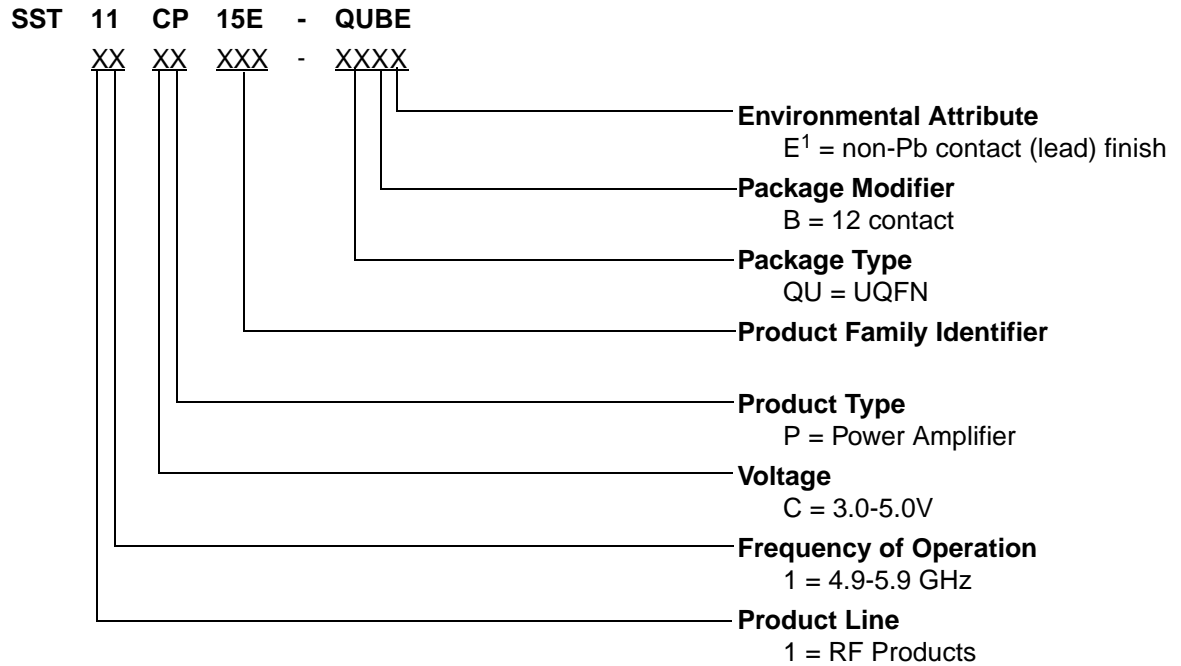 SST 11 CP 15E - QUBE
XX XX XXX - XXXX
Environmental Attribute
E1 = non-Pb contact (lead) finish
Package Modifier
B = 12 contact
Package Type
QU = UQFN
Product Family Identifier
Product Type
P = Power Amplifier
Voltage
C = 3.0-5.0V
Frequency of Operation
1 = 4.9-5.9 GHz
Product Line
1 = RF Products